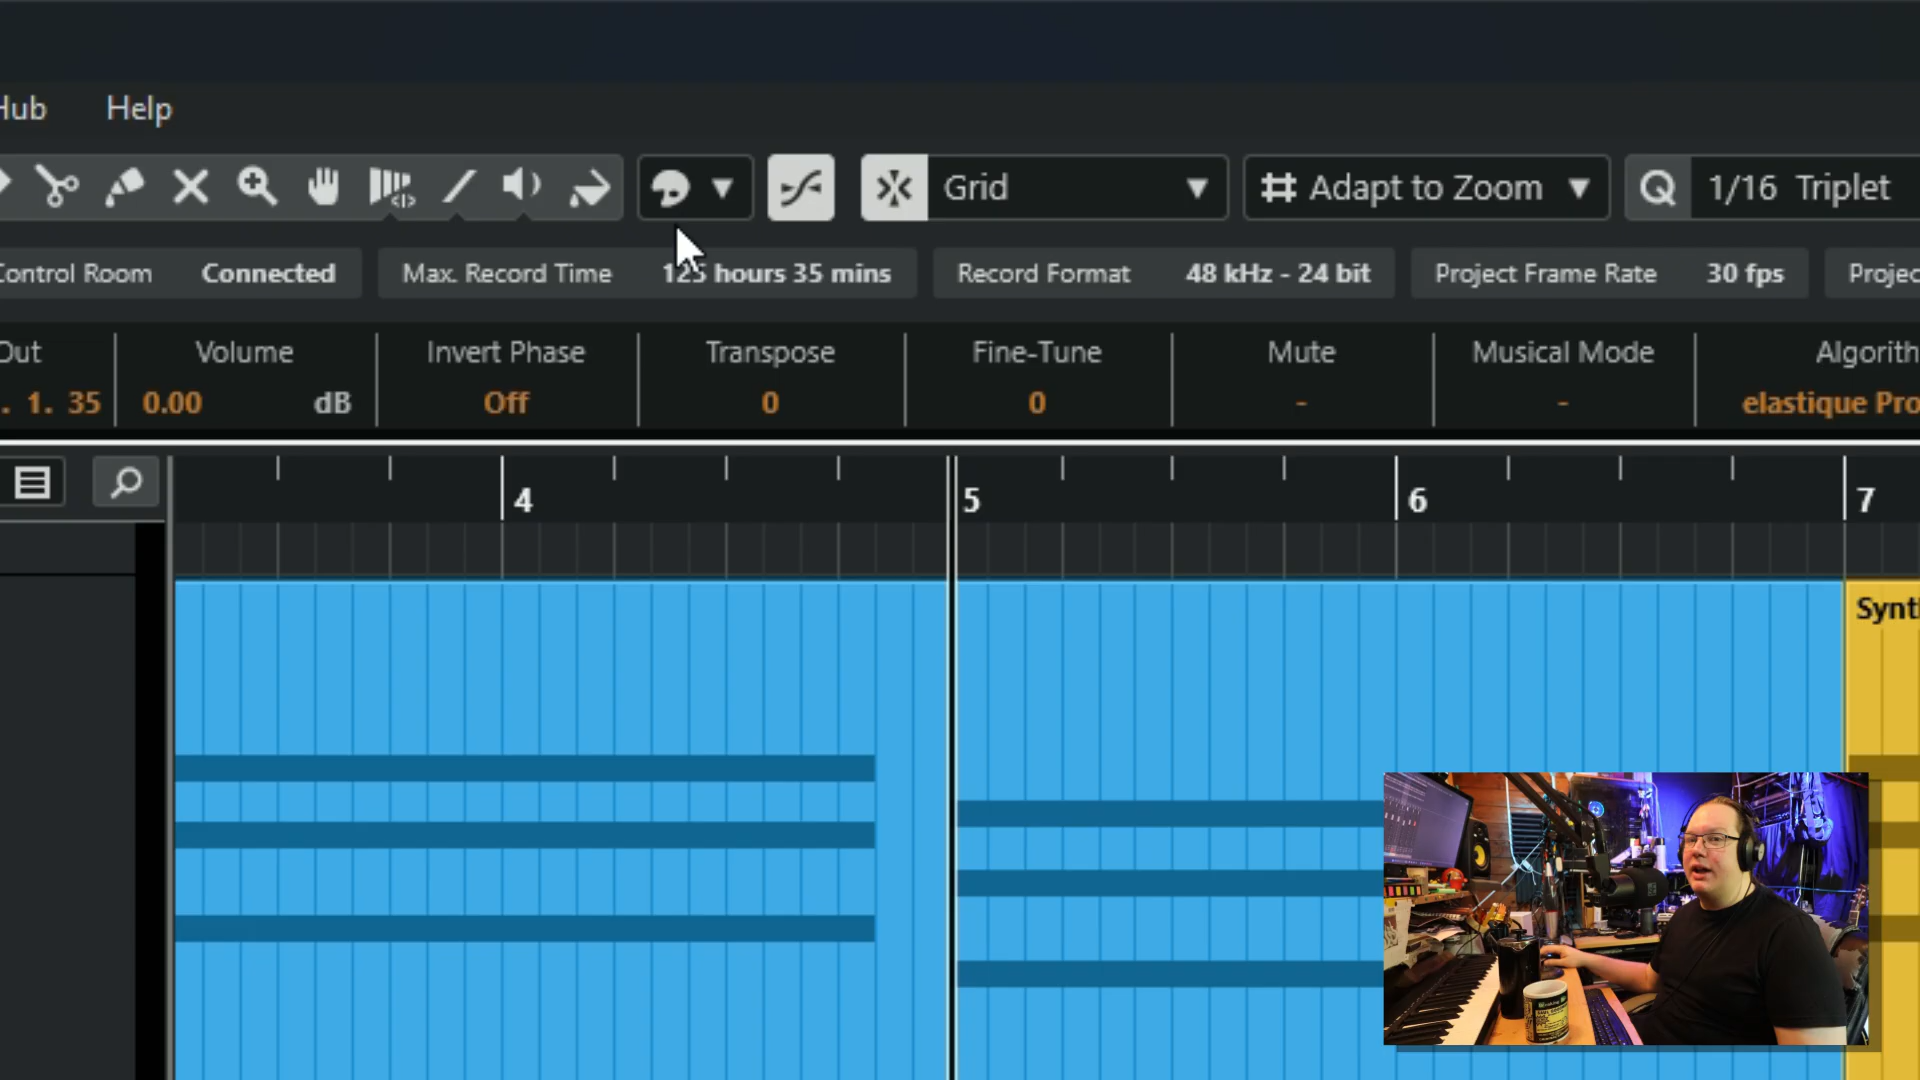 Hub Help
Grid Adapt to Zoom Q 1/16 Triplet
Control Room Connected Max. Record Time 125 hours 35 mins Record Format 48 kHz - 24 bit Project Frame Rate 30 fps Projec
Out Volume Invert Phase Transpose Fine-Tune Mute Musical Mode Algorith
. 1. 35 0.00 dB Off 0 0 - - elastique Pro
4 5 6 7
Synth